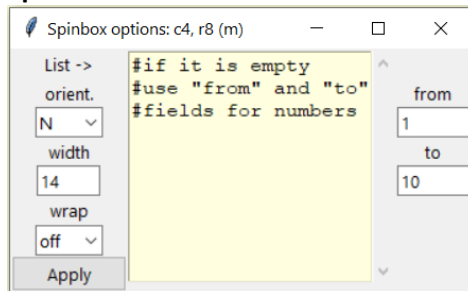 Spinbox options: c4, r8 (m)
List ->
orient.
N
width
14
wrap
off
Apply
#if it is empty
#use "from" and "to"
#fields for numbers
from
1
to
10